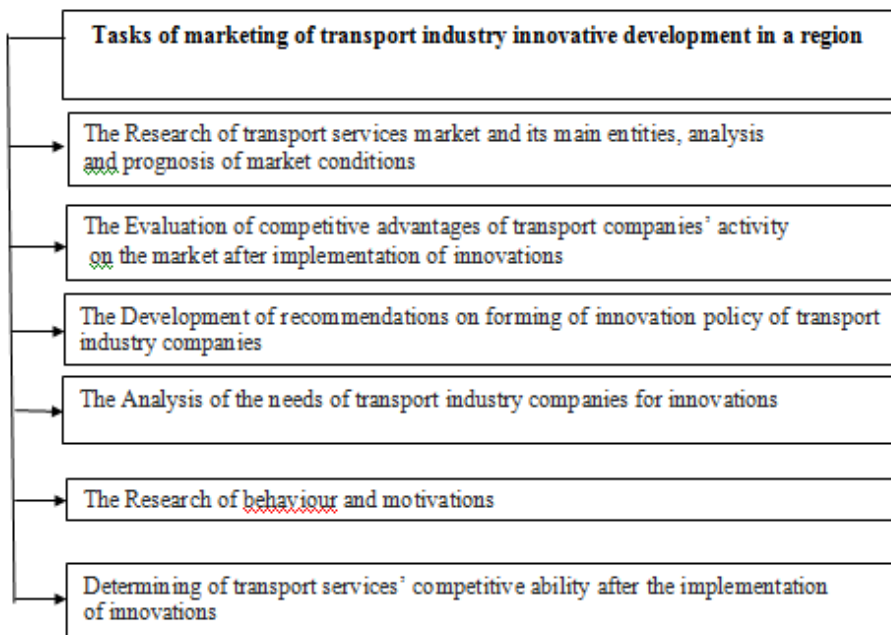 Tasks of marketing of transport industry innovative development in a region
The Research of transport services market and its main entities, analysis
and prognosis of market conditions
The Evaluation of competitive advantages of transport companies’ activity
on the market after implementation of innovations
The Development of recommendations on forming of innovation policy of transport
industry companies
The Analysis of the needs of transport industry companies for innovations
The Research of behaviour and motivations
Determining of transport services’ competitive ability after the implementation
of innovations